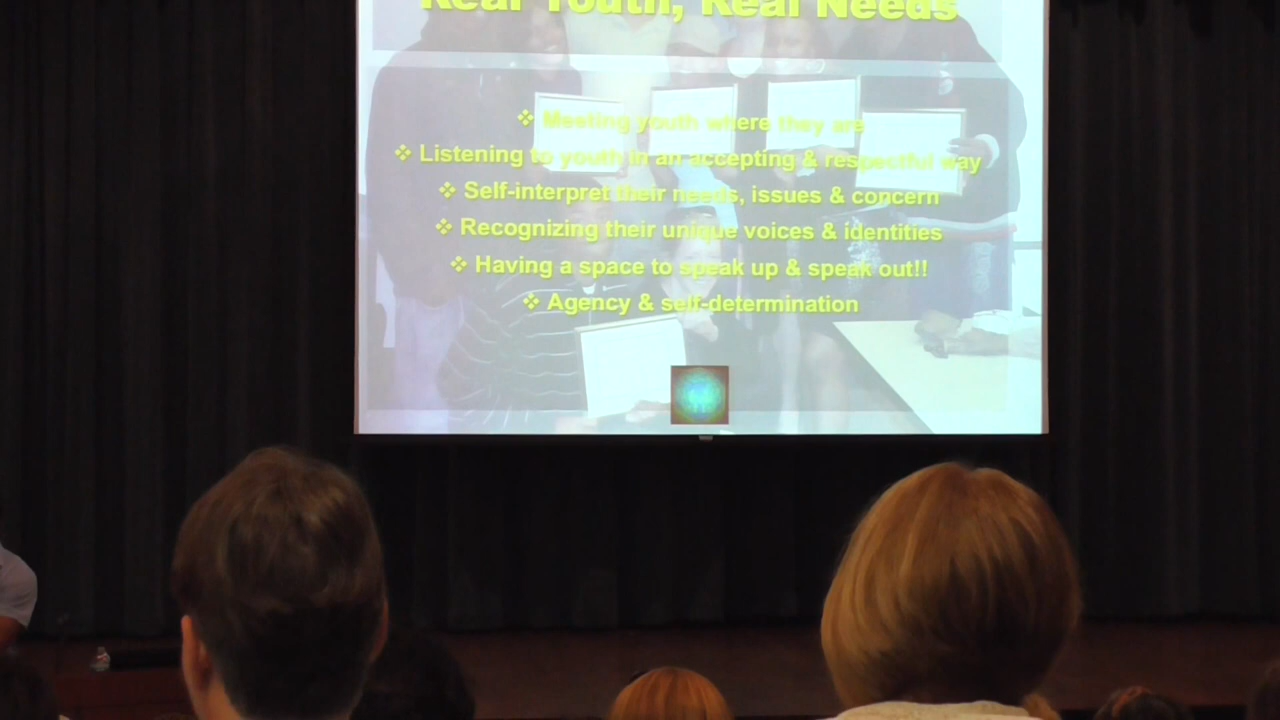 Real Youth, Real Needs
❖ Meeting youth where they are
❖ Listening to youth in an accepting & respectful way
❖ Self-interpret their needs, issues & concern
❖ Recognizing their unique voices & identities
❖ Having a space to speak up & speak out!!
❖ Agency & self-determination